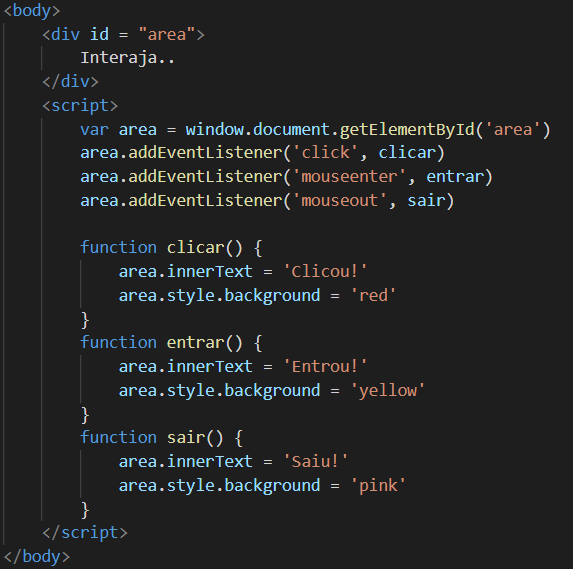 <body>
    <div id = "area">
        Interaja..
    </div>
    <script>
        var area = window.document.getElementById('area')
        area.addEventListener('click', clicar)
        area.addEventListener('mouseenter', entrar)
        area.addEventListener('mouseout', sair)

        function clicar() {
            area.innerText = 'Clicou!'
            area.style.background = 'red'
        }
        function entrar() {
            area.innerText = 'Entrou!'
            area.style.background = 'yellow'
        }
        function sair() {
            area.innerText = 'Saiu!'
            area.style.background = 'pink'
        }
    </script>
</body>